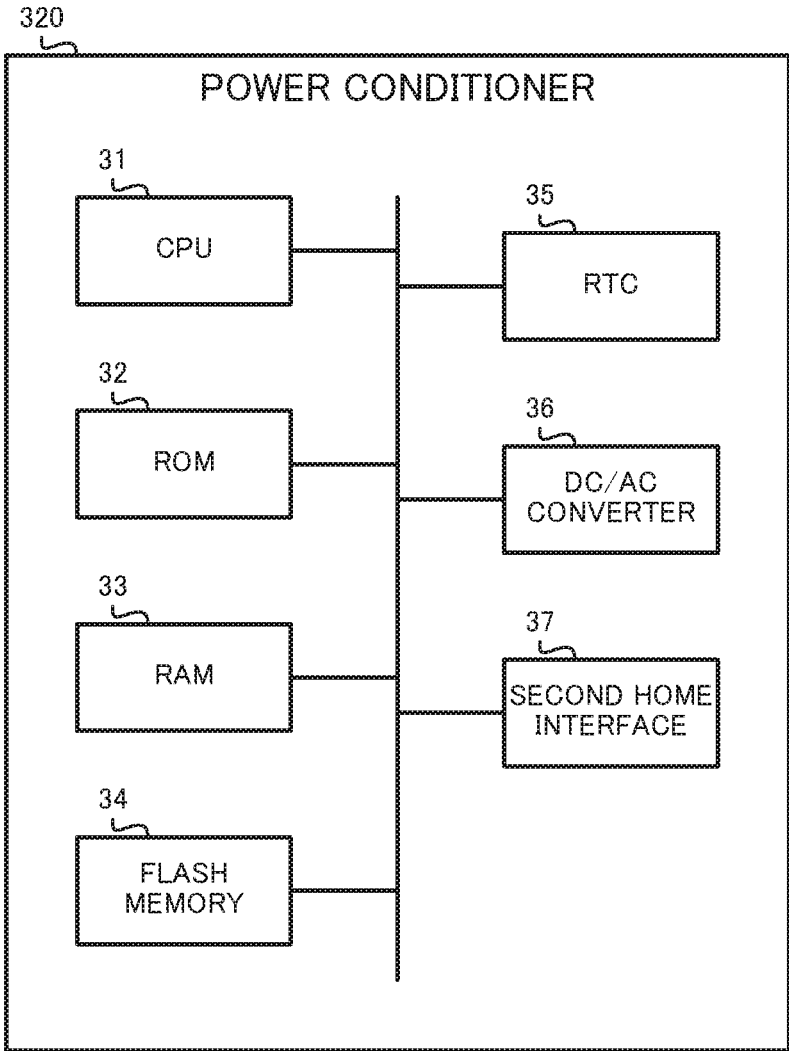 320
POWER CONDITIONER
31
CPU
32
ROM
33
RAM
34
FLASH
MEMORY
35
RTC
36
DC/AC
CONVERTER
37
SECOND HOME
INTERFACE